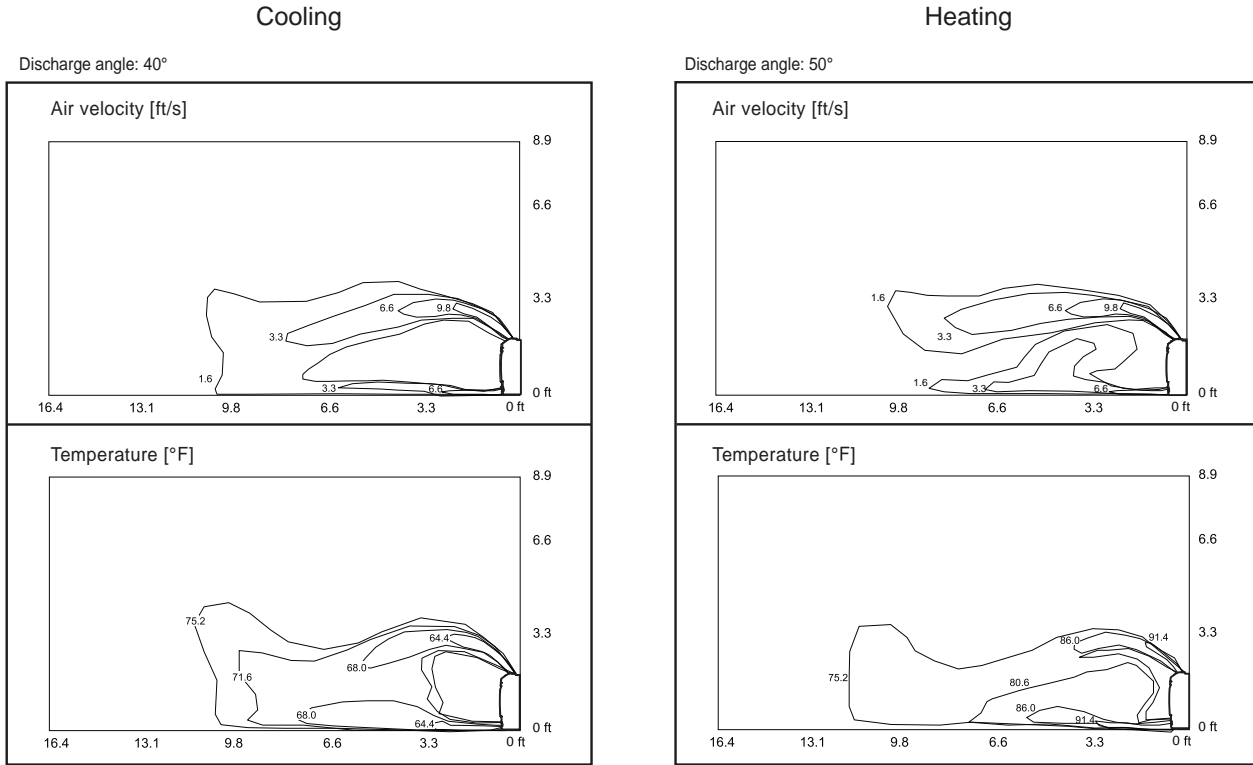 Cooling
Discharge angle: 40°
Air velocity [ft/s]
8.9
6.6
3.3
6.6
9.8
3.3
1.6
3.3
6.6
0 ft
16.4 13.1 9.8 6.6 3.3 0 ft
Temperature [°F]
8.9
6.6
3.3
75.2
64.4
68.0
71.6
68.0
64.4
0 ft
16.4 13.1 9.8 6.6 3.3 0 ft
Heating
Discharge angle: 50°
Air velocity [ft/s]
8.9
6.6
1.6
3.3
6.6
9.8
3.3
1.6
3.3
6.6
0 ft
16.4 13.1 9.8 6.6 3.3 0 ft
Temperature [°F]
8.9
6.6
3.3
86.0
91.4
75.2
80.6
86.0
91.4
0 ft
16.4 13.1 9.8 6.6 3.3 0 ft